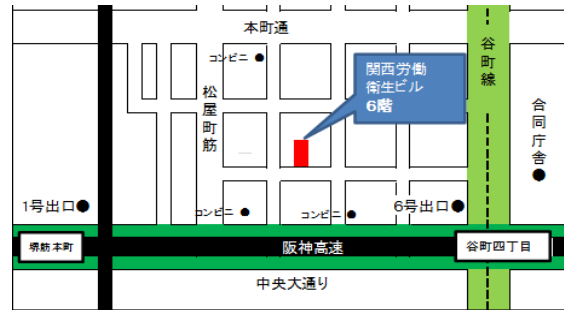 本町通
コンビニ
関西労働
衛生ビル
6階
谷町線
松屋町筋
合同庁舎
1号出口
コンビニ
コンビニ
6号出口
堺筋本町
阪神高速
谷町四丁目
中央大通り